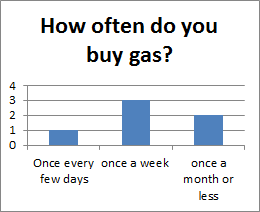 How often do you
buy gas?
4
3
2
1
0
Once every
few days
once a week
once a
month or
less